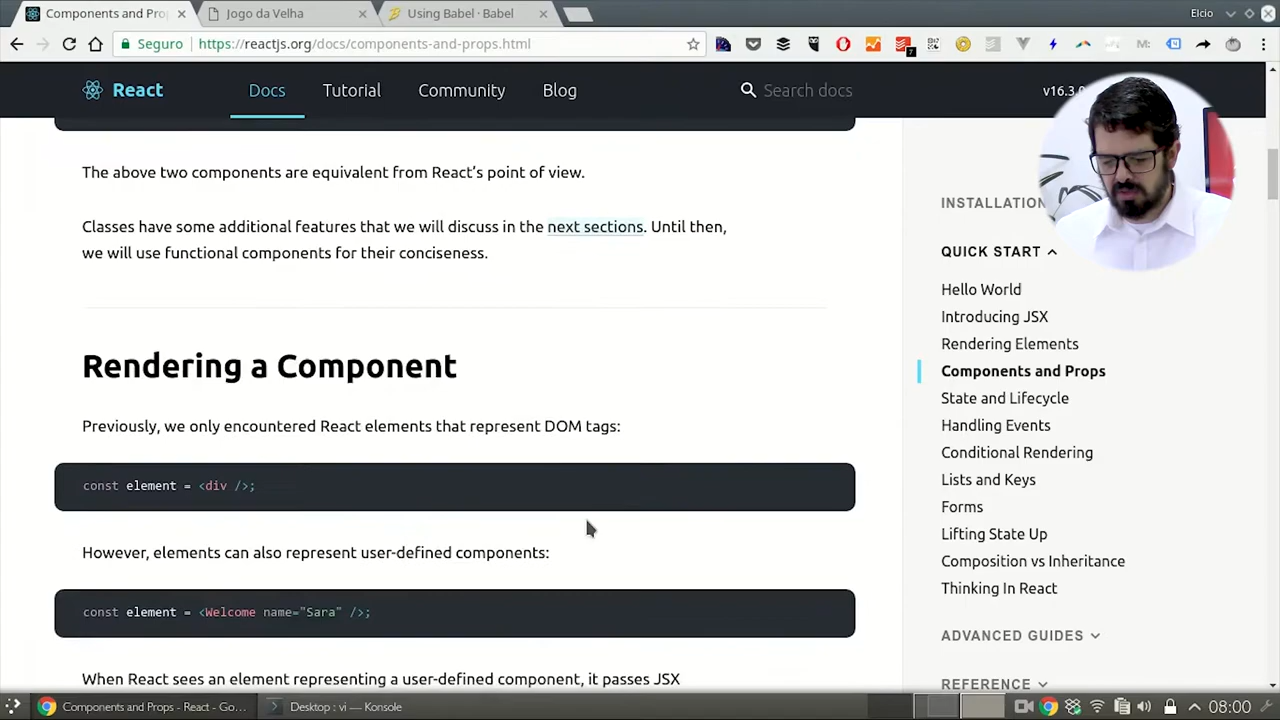 Components and Pro
Jogo da Velha
Using Babel · Babel
Elcio
Seguro
https://reactjs.org/docs/components-and-props.html
7
M:
React
Docs
Tutorial
Community
Blog
Search docs
v16.3.0
The above two components are equivalent from React’s point of view.
Classes have some additional features that we will discuss in the next sections. Until then,
we will use functional components for their conciseness.
Rendering a Component
Previously, we only encountered React elements that represent DOM tags:
const element = <div />;
However, elements can also represent user-defined components:
const element = <Welcome name="Sara" />;
When React sees an element representing a user-defined component, it passes JSX
INSTALLATION
QUICK START
Hello World
Introducing JSX
Rendering Elements
Components and Props
State and Lifecycle
Handling Events
Conditional Rendering
Lists and Keys
Forms
Lifting State Up
Composition vs Inheritance
Thinking In React
ADVANCED GUIDES
REFERENCE
Components and Props - React - Go...
Desktop : vi — Konsole
08:00